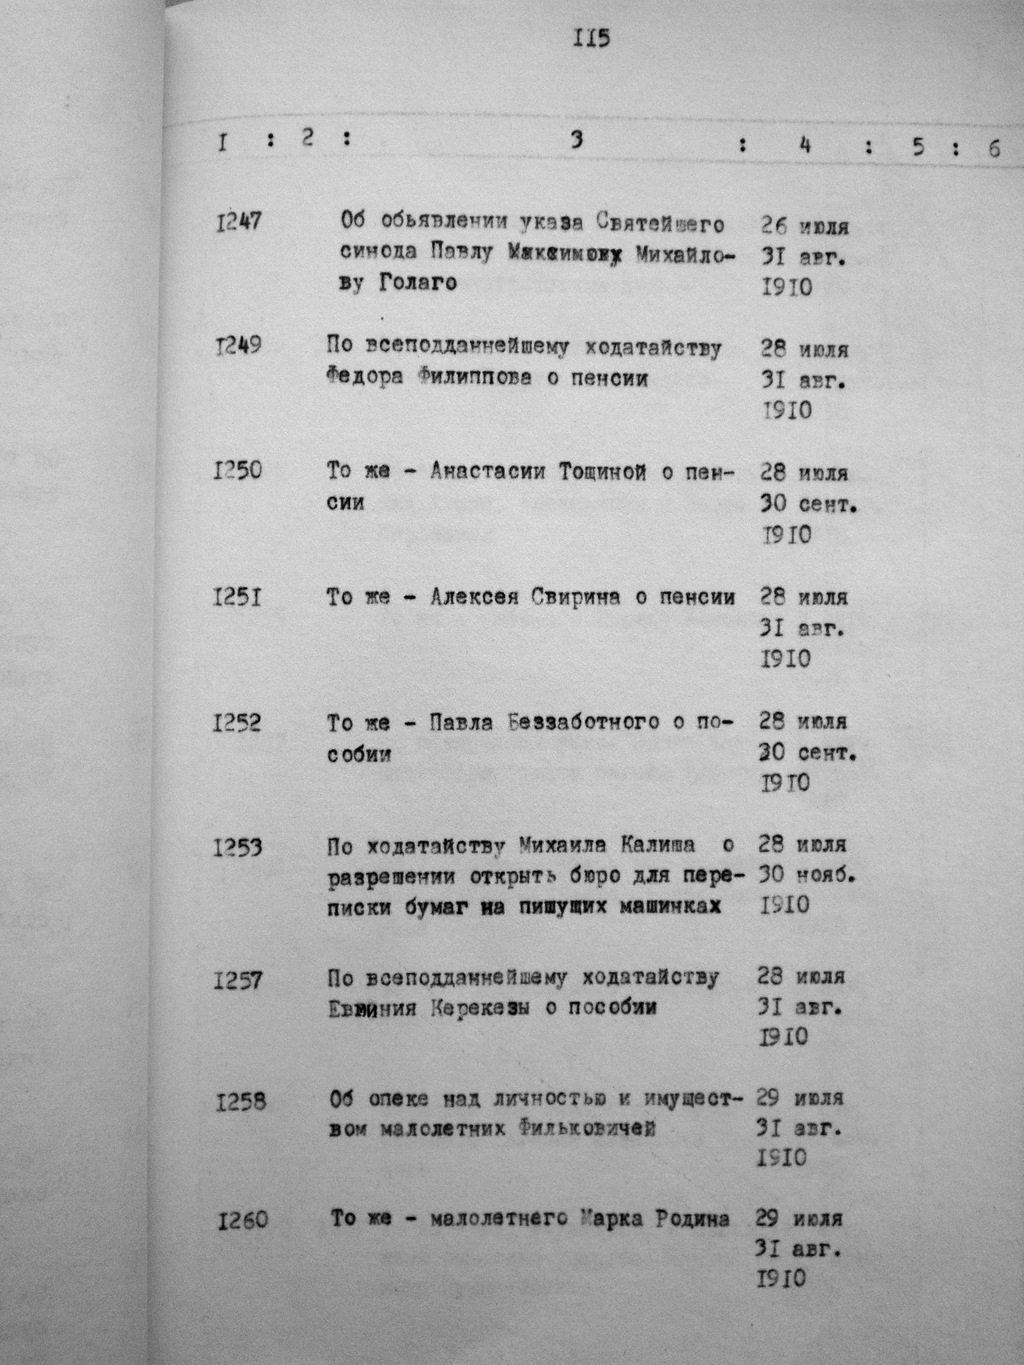 115
1 : 2 : 3 : 4 : 5 : 6
1247 Об обьявлении указа Святейшего 26 июля
синода Павлу Максимову Михайло- 31 авг.
ву Голаго 1910
1249 По всеподданнейшему ходатайству 28 июля
Федора Филиппова о пенсии 31 авг.
1910
1250 То же - Анастасии Тощиной о пен- 28 июля
сии 30 сент.
1910
1251 То же - Алексея Свирина о пенсии 28 июля
31 авг.
1910
1252 То же - Павла Беззаботного о по- 28 июля
собии 30 сент.
1910
1253 По ходатайству Михаила Калиша о 28 июля
разрешении открыть бюро для пере- 30 нояб.
писки бумаг на пишущих машинках 1910
1257 По всеподданнейшему ходатайству 28 июля
Керекезы о пособии 31 авг.
1910
1258 Об опеке над личностью и имущест- 29 июля
вом малолетних Фильковичей 31 авг.
1910
1260 То же - малолетнего Марка Родина 29 июля
31 авг.
1910